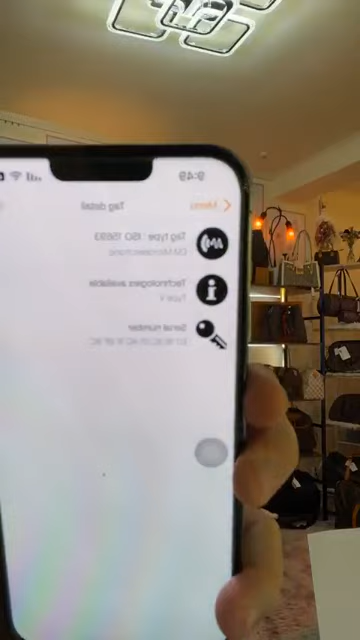 9:49
Menu
Tag detail
Tag type : ISO 15693
Technologies available
Type V
Serial number